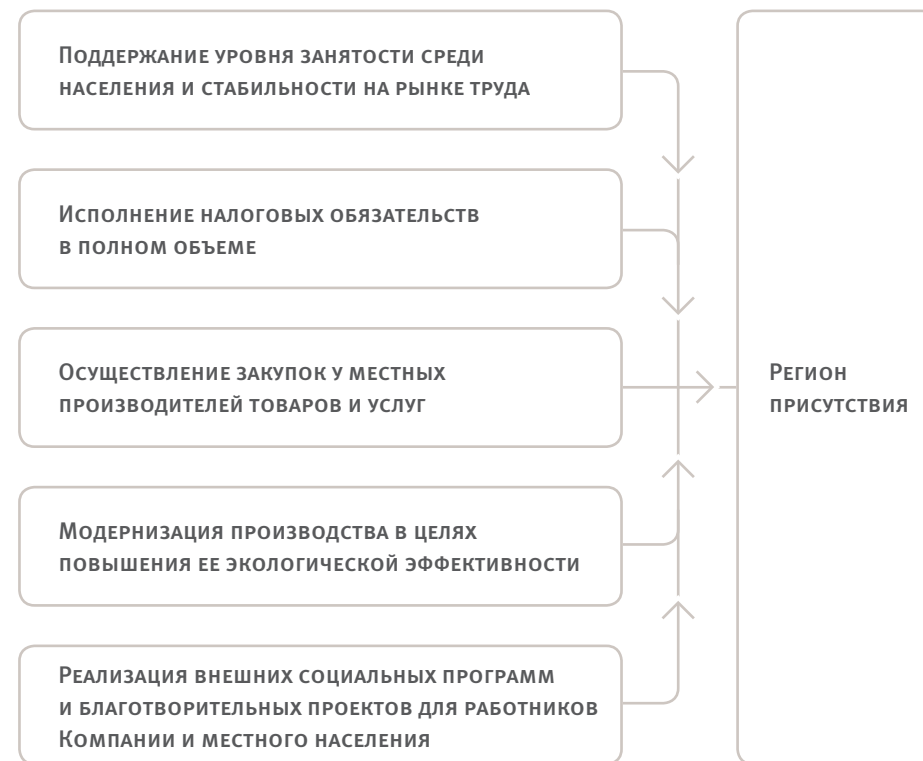 Поддержание уровня занятости среди
населения и стабильности на рынке труда
Исполнение налоговых обязательств
в полном объеме
Осуществление закупок у местных
производителей товаров и услуг
Модернизация производства в целях
повышения ее экологической эффективности
Реализация внешних социальных программ
и благотворительных проектов для работников
Компании и местного населения
Регион
присутствия